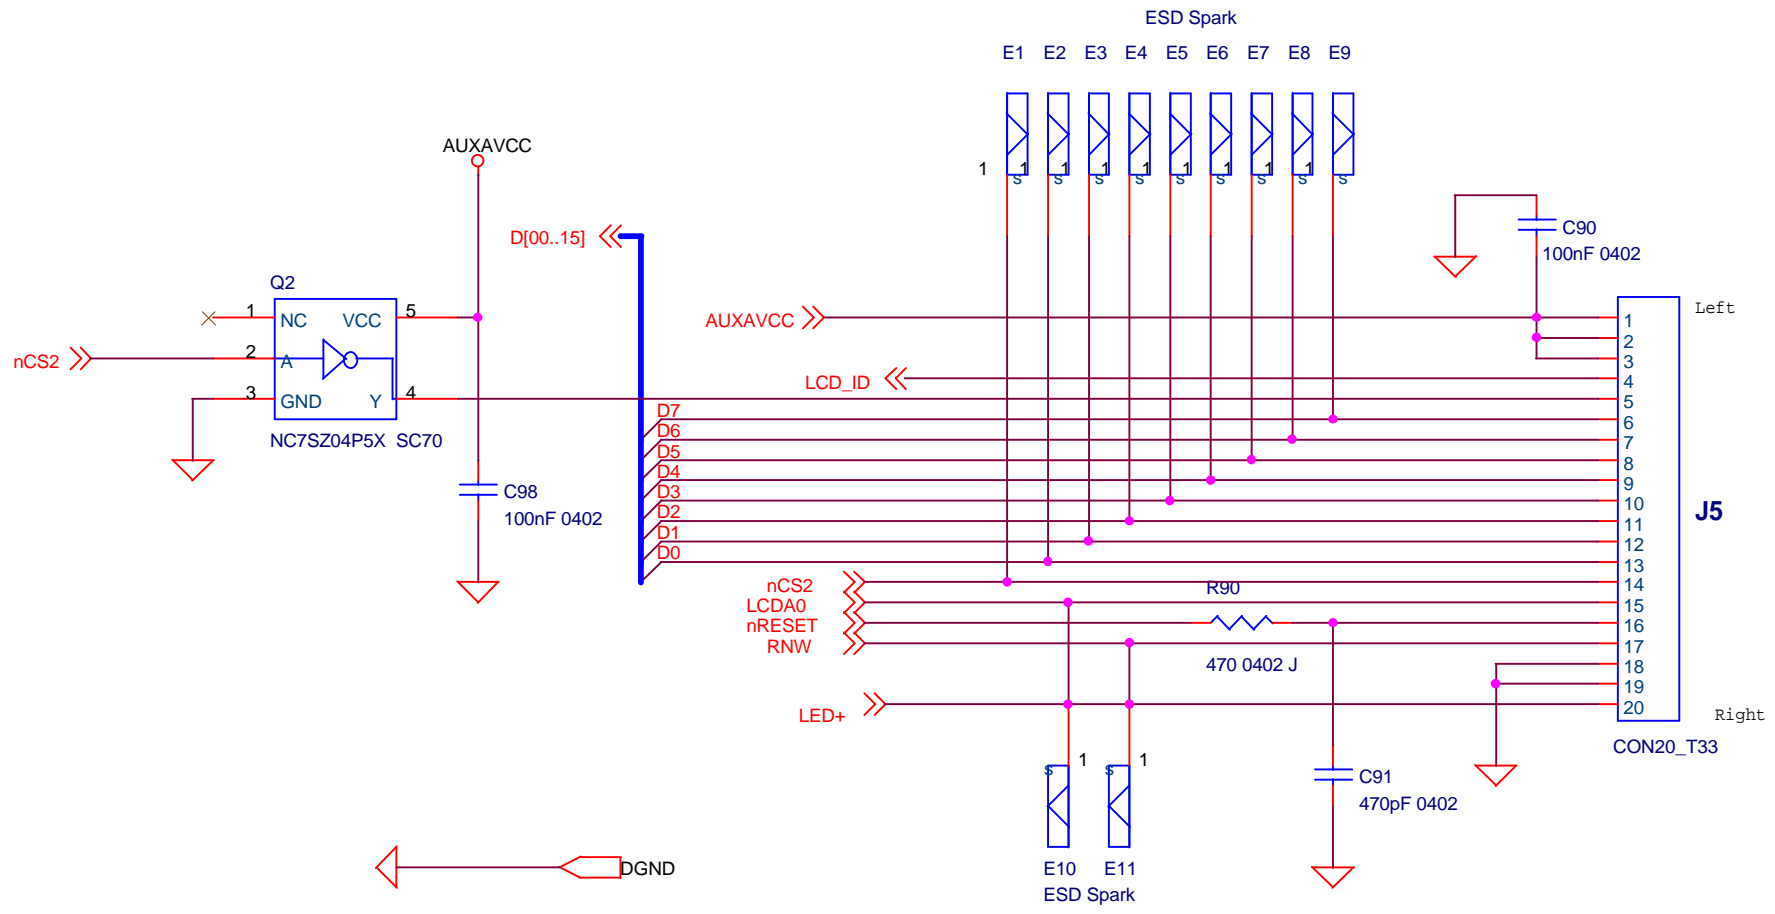 ESD Spark
E1 E2 E3 E4 E5 E6 E7 E8 E9
1 1 1 1 1 1 1 1 1
S S S S S S S S S
AUXAVCC
D[00..15]
C90
100nF 0402
Q2
1 NC VCC 5
nCS2 2 A
3 GND Y 4
NC7SZ04P5X SC70
C98
100nF 0402
AUXAVCC
LCD_ID
D7
D6
D5
D4
D3
D2
D1
D0
nCS2
LCDA0
nRESET
RNW
LED+
R90
470 0402 J
Left
1
2
3
4
5
6
7
8
9
10
11
12
13
14
15
16
17
18
19
20
J5
Right
CON20_T33
S 1 S 1
C91
470pF 0402
E10 E11
ESD Spark
DGND